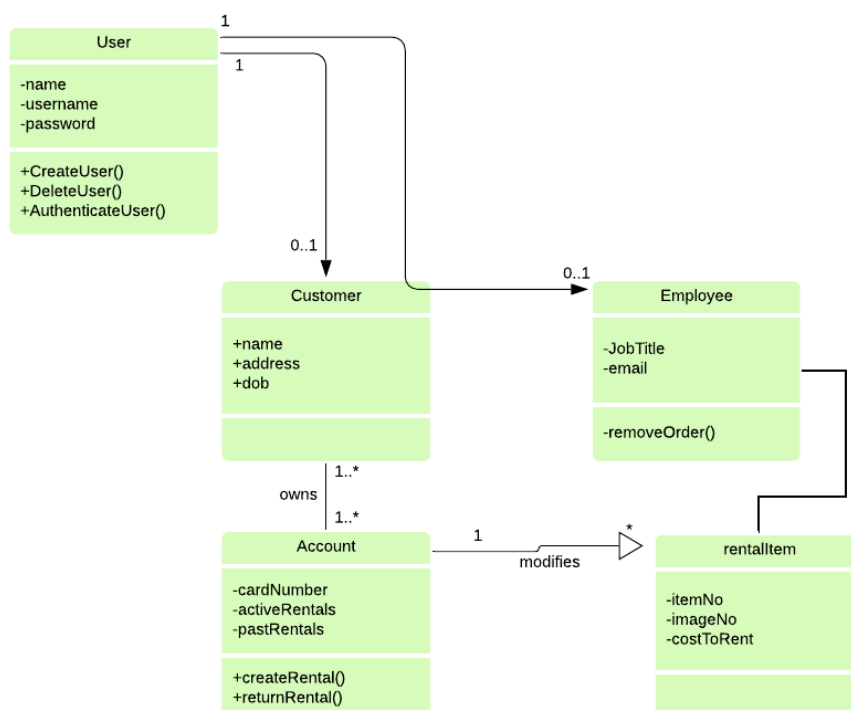 1
User
1
-name
-username
-password
+CreateUser()
+DeleteUser()
+AuthenticateUser()
0..1
0..1
Customer
Employee
+name
+address
+dob
-JobTitle
-email
-removeOrder()
1..*
owns
1..*
Account
1
*
modifies
rentalItem
-cardNumber
-activeRentals
-pastRentals
-itemNo
-imageNo
-costToRent
+createRental()
+returnRental()